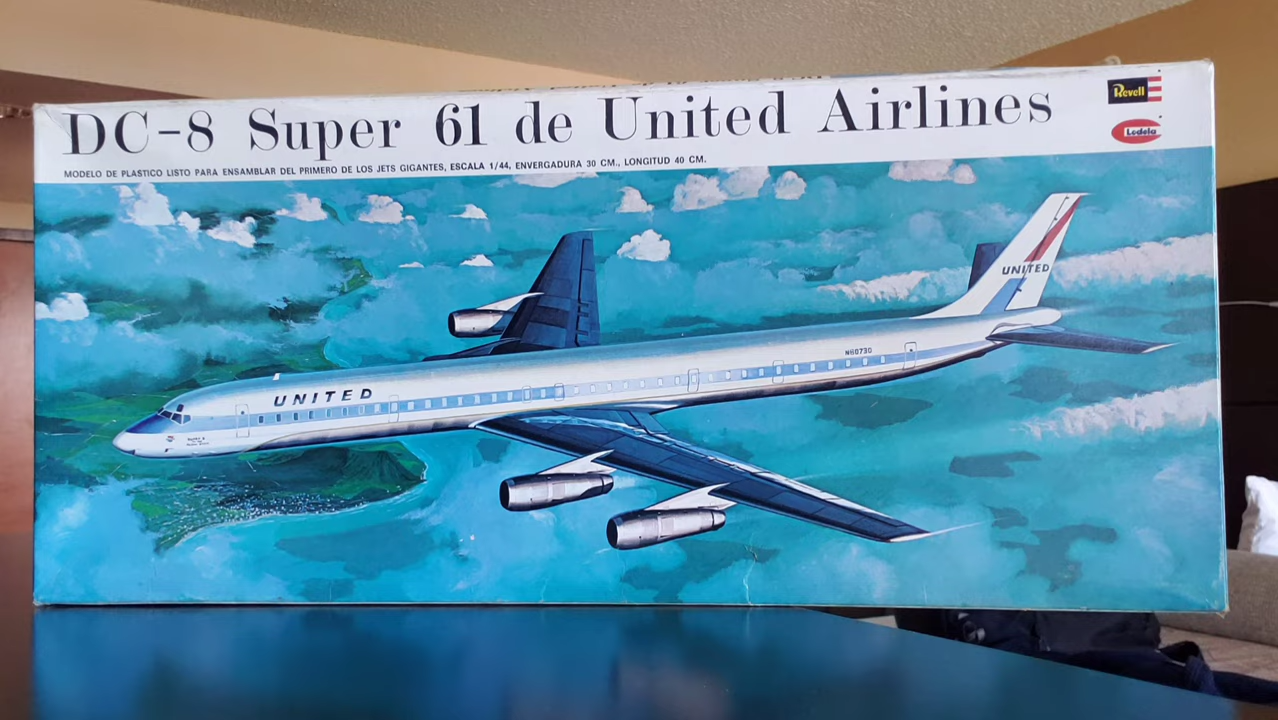 DC-8 Super 61 de United Airlines
MODELO DE PLASTICO LISTO PARA ENSAMBLAR DEL PRIMERO DE LOS JETS GIGANTES, ESCALA 1/44, ENVERGADURA 30 CM., LONGITUD 40 CM.
Revell
Lodela
UNITED
N8073O
UNITED